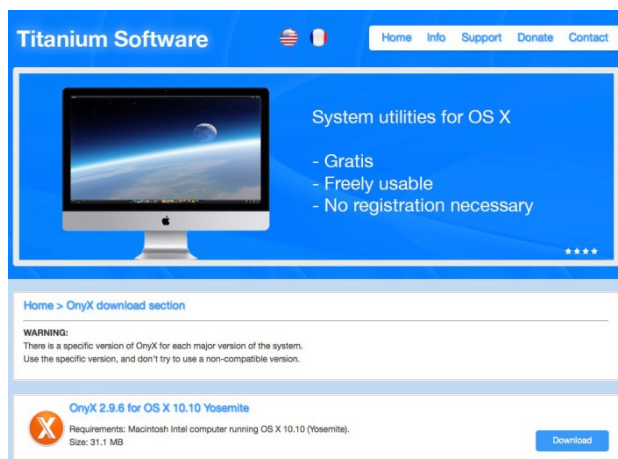 Titanium Software
Home Info Support Donate Contact
System utilities for OS X
- Gratis
- Freely usable
- No registration necessary
Home > OnyX download section
WARNING:
There is a specific version of OnyX for each major version of the system.
Use the specific version, and don't try to use a non-compatible version.
OnyX 2.9.6 for OS X 10.10 Yosemite
Requirements: Macintosh Intel computer running OS X 10.10 (Yosemite).
Size: 31.1 MB
Download